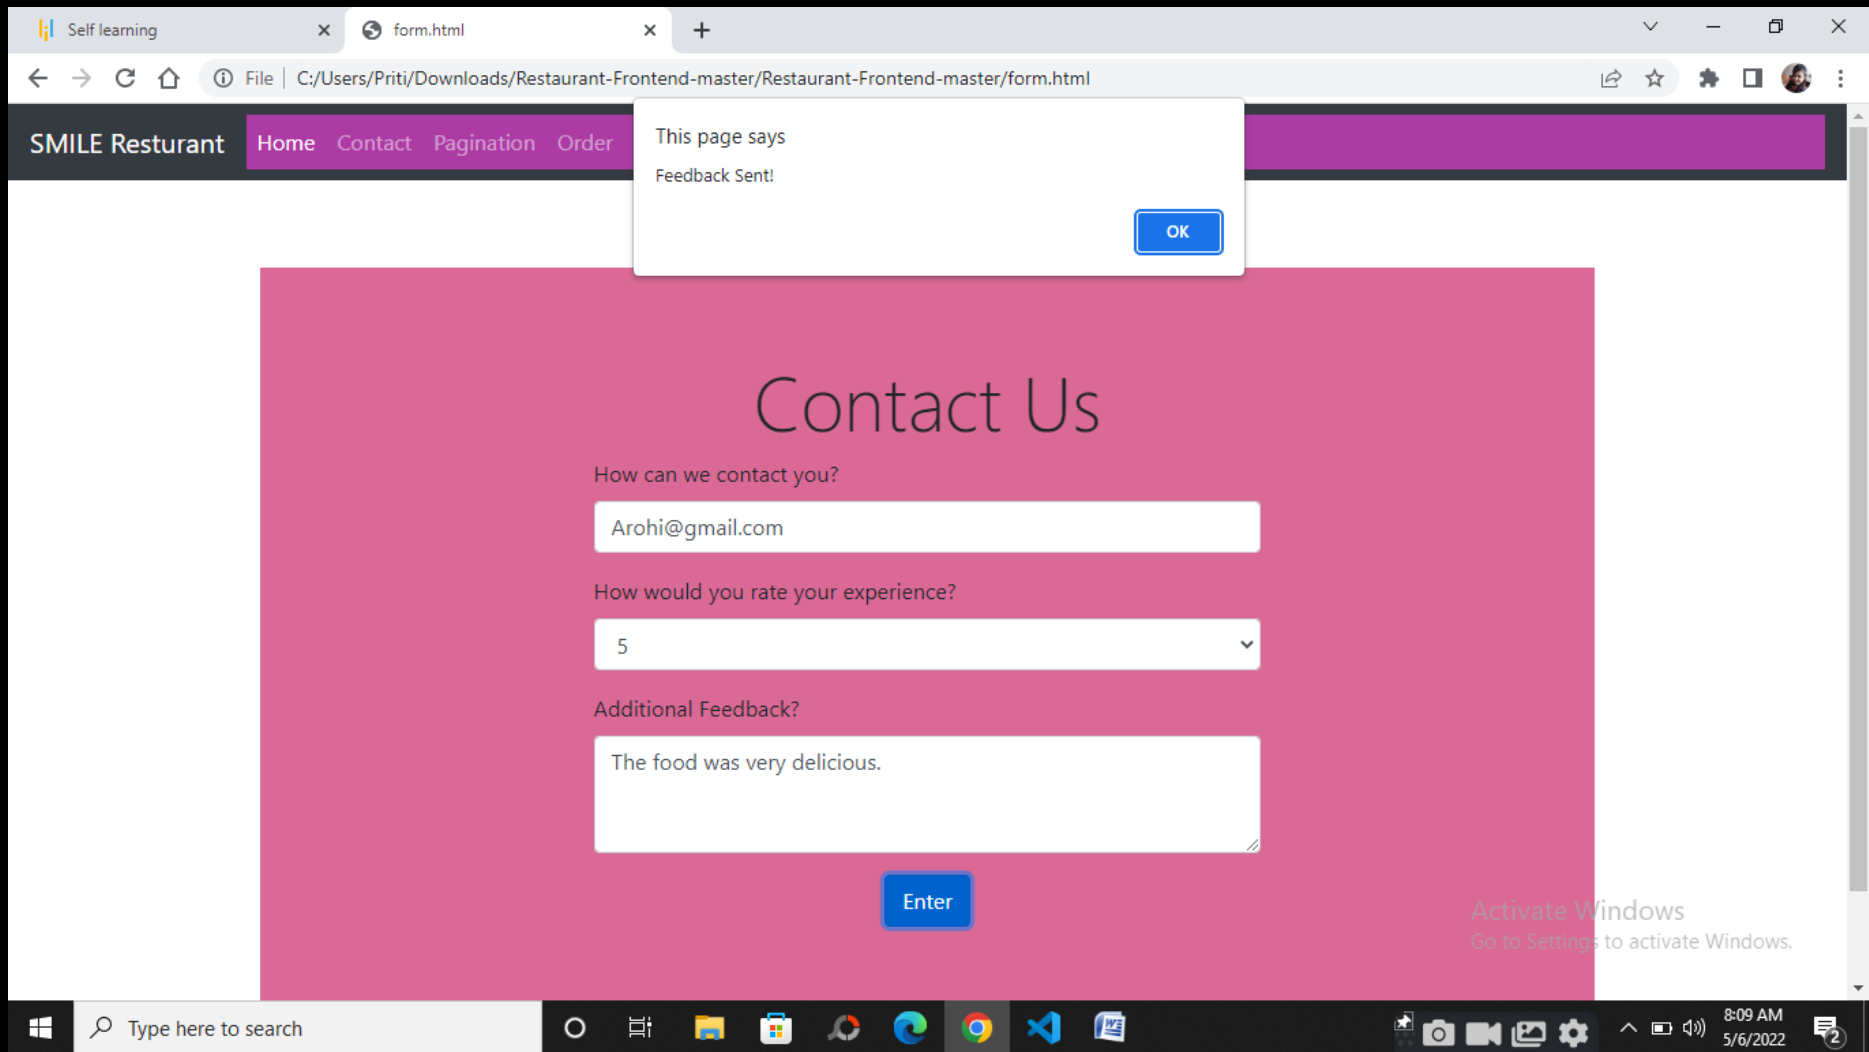 Self learning
form.html
File C:/Users/Priti/Downloads/Restaurant-Frontend-master/Restaurant-Frontend-master/form.html
SMILE Resturant Home Contact Pagination Order
This page says
Feedback Sent!
OK
Contact Us
How can we contact you?
Arohi@gmail.com
How would you rate your experience?
5
Additional Feedback?
The food was very delicious.
Enter
Activate Windows
Go to Settings to activate Windows.
Type here to search
8:09 AM
5/6/2022
2